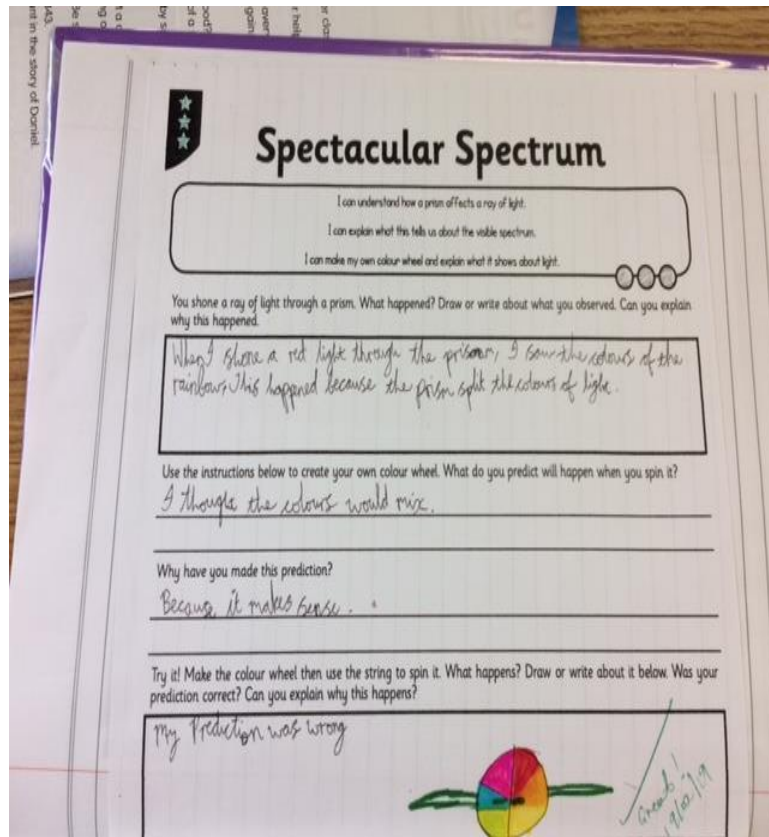 43.
nt in the story of Daniel.
Spectacular Spectrum
I can understand how a prism affects a ray of light.
I can explain what this tells us about the visible spectrum.
I can make my own colour wheel and explain what it shows about light.
You shone a ray of light through a prism. What happened? Draw or write about what you observed. Can you explain
why this happened.
When I shone a red light through the , I saw the colours of the
rainbow, This happened because the prism split the colours of light.
Use the instructions below to create your own colour wheel. What do you predict will happen when you spin it?
I thought the colours would mix.
Why have you made this prediction?
Because it makes sense.
Try it! Make the colour wheel then use the string to spin it. What happens? Draw or write about it below. Was your
prediction correct? Can you explain why this happens?
My Prediction was wrong
Great!